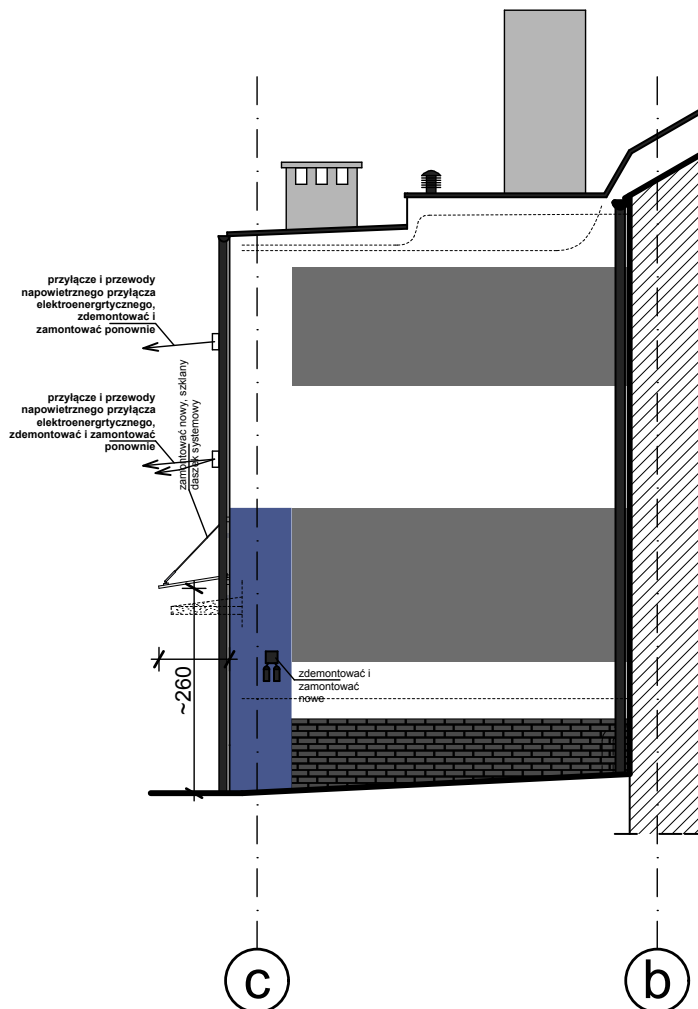 przyłącze i przewody
napowietrznego przyłącza
elektroenergrtycznego,
zdemontować i
zamontować ponownie
przyłącze i przewody
napowietrznego przyłącza
elektroenergrtycznego,
zdemontować i zamontować
ponownie
zamontować nowy, szklany
daszek systemowy
~260
zdemontować i
zamontować
nowe
c
b